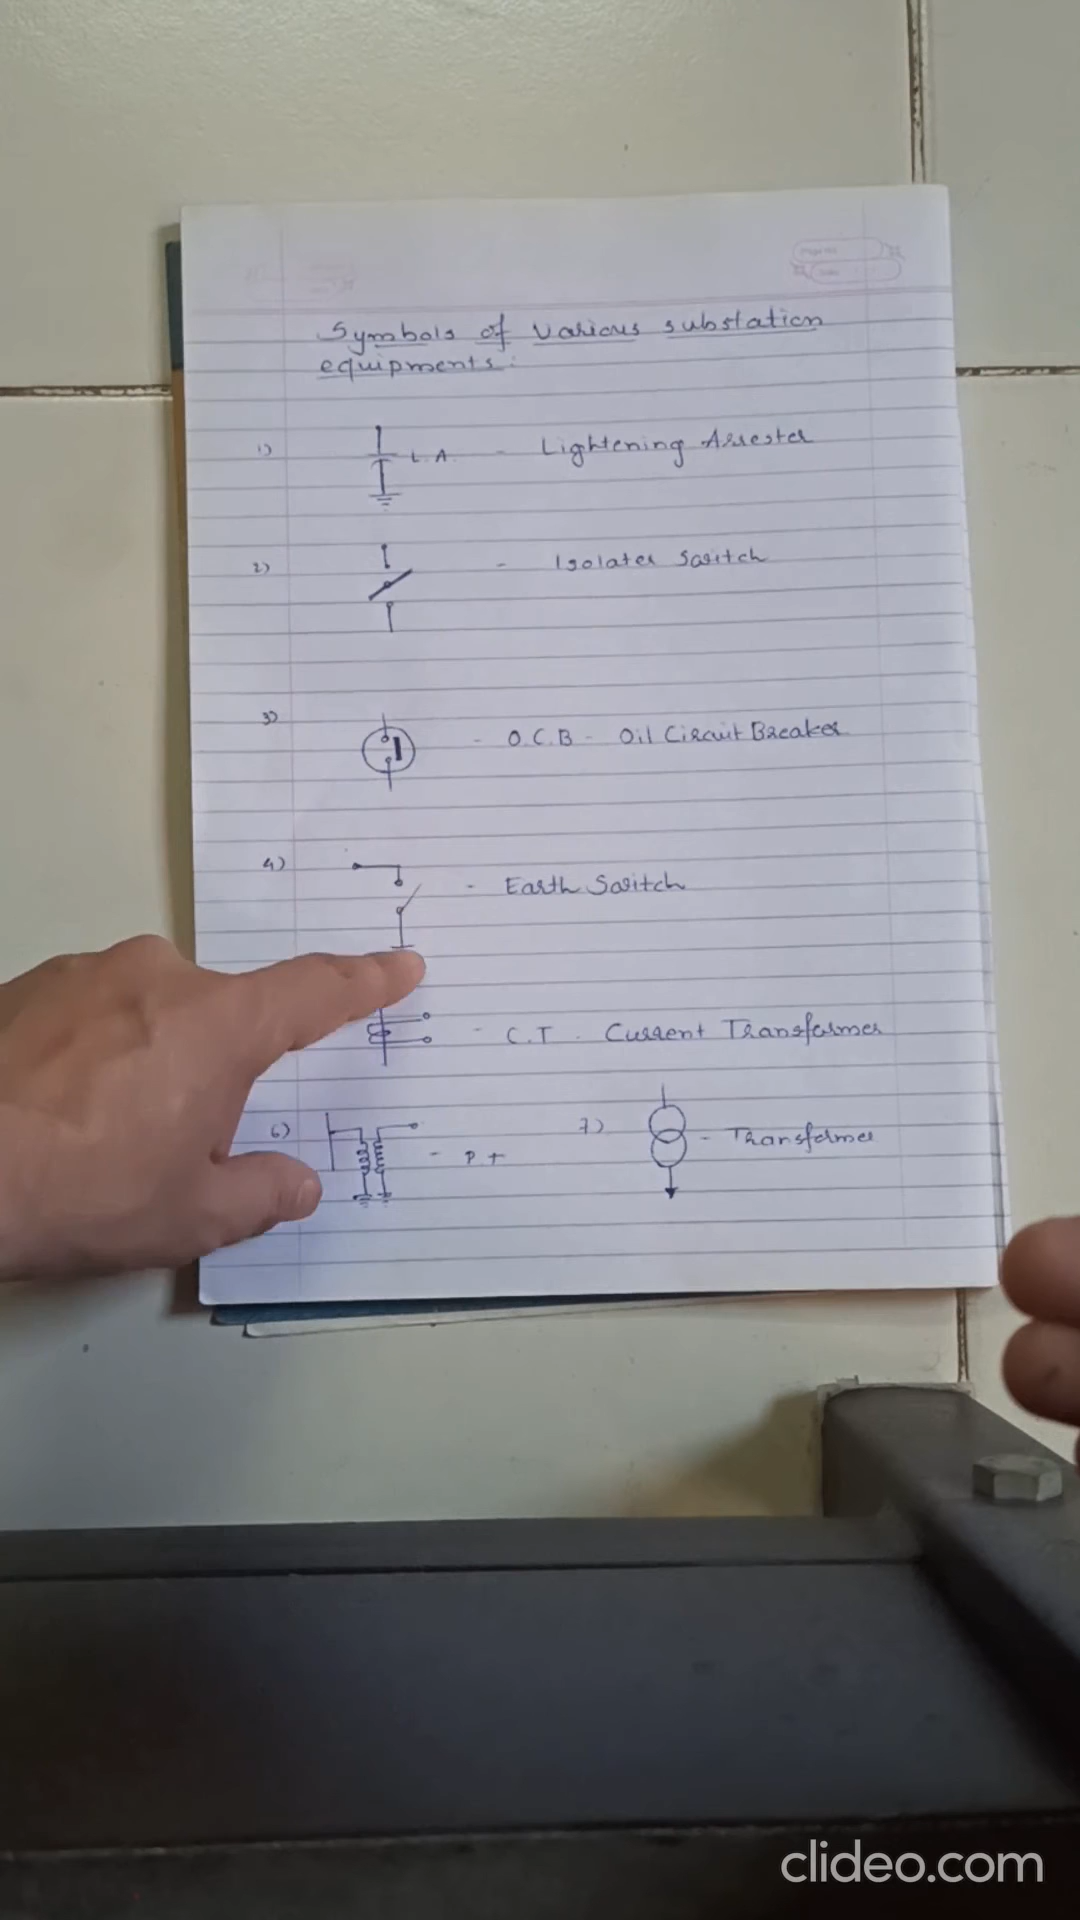 Symbols of various substation
equipments:
1) L.A. - Lightening Arrester
2) - Isolater Switch
3) - O.C.B - Oil Circuit Breaker
4) - Earth Switch
- C.T. Current Transformer
6) - P.T 7) - Transformer
clideo.com